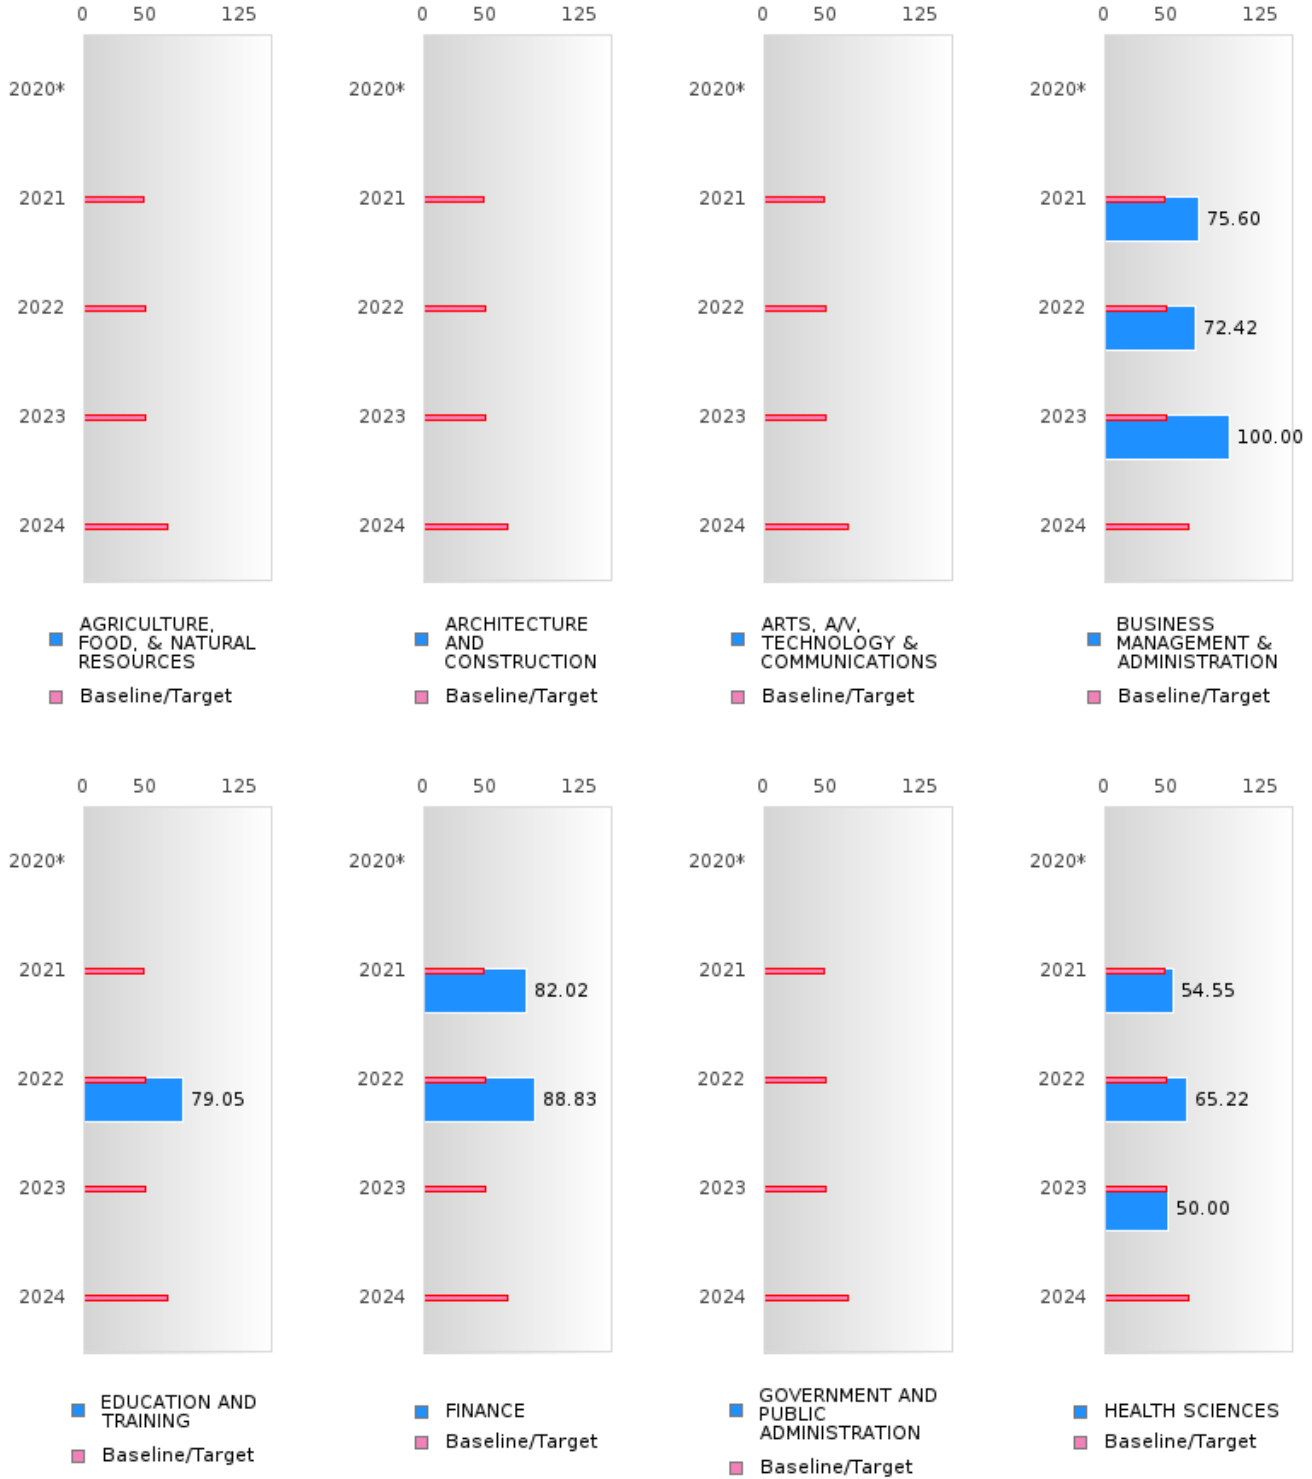 0 50 125
0 50 125
0 50 125
0 50 125
2020*
2020*
2020*
2020*
2021
2021
2021
2021
75.60
2022
2022
2022
2022
72.42
2023
2023
2023
2023
100.00
2024
2024
2024
2024
AGRICULTURE,
FOOD, & NATURAL
RESOURCES
Baseline/Target
ARCHITECTURE
AND
CONSTRUCTION
Baseline/Target
ARTS, A/V,
TECHNOLOGY &
COMMUNICATIONS
Baseline/Target
BUSINESS
MANAGEMENT &
ADMINISTRATION
Baseline/Target
0 50 125
0 50 125
0 50 125
0 50 125
2020*
2020*
2020*
2020*
2021
2021
82.02
2021
2021
54.55
2022
79.05
2022
88.83
2022
2022
65.22
2023
2023
2023
2023
50.00
2024
2024
2024
2024
EDUCATION AND
TRAINING
Baseline/Target
FINANCE
Baseline/Target
GOVERNMENT AND
PUBLIC
ADMINISTRATION
Baseline/Target
HEALTH SCIENCES
Baseline/Target